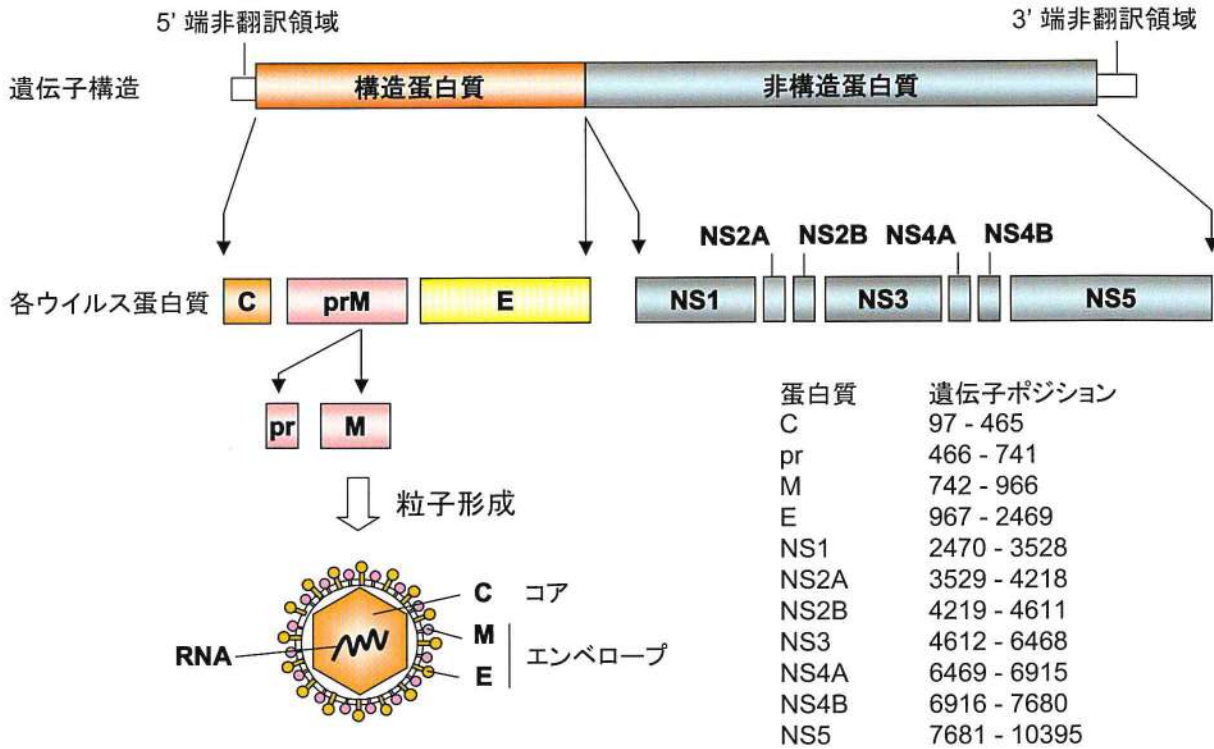 5' 端非翻訳領域
3' 端非翻訳領域
遺伝子構造
構造蛋白質
非構造蛋白質
NS2A
NS2B
NS4A
NS4B
各ウイルス蛋白質
C
prM
E
NS1
NS3
NS5
pr
M
粒子形成
RNA
C コア
M
E
エンベロープ
蛋白質 遺伝子ポジション
C 97 - 465
pr 466 - 741
M 742 - 966
E 967 - 2469
NS1 2470 - 3528
NS2A 3529 - 4218
NS2B 4219 - 4611
NS3 4612 - 6468
NS4A 6469 - 6915
NS4B 6916 - 7680
NS5 7681 - 10395